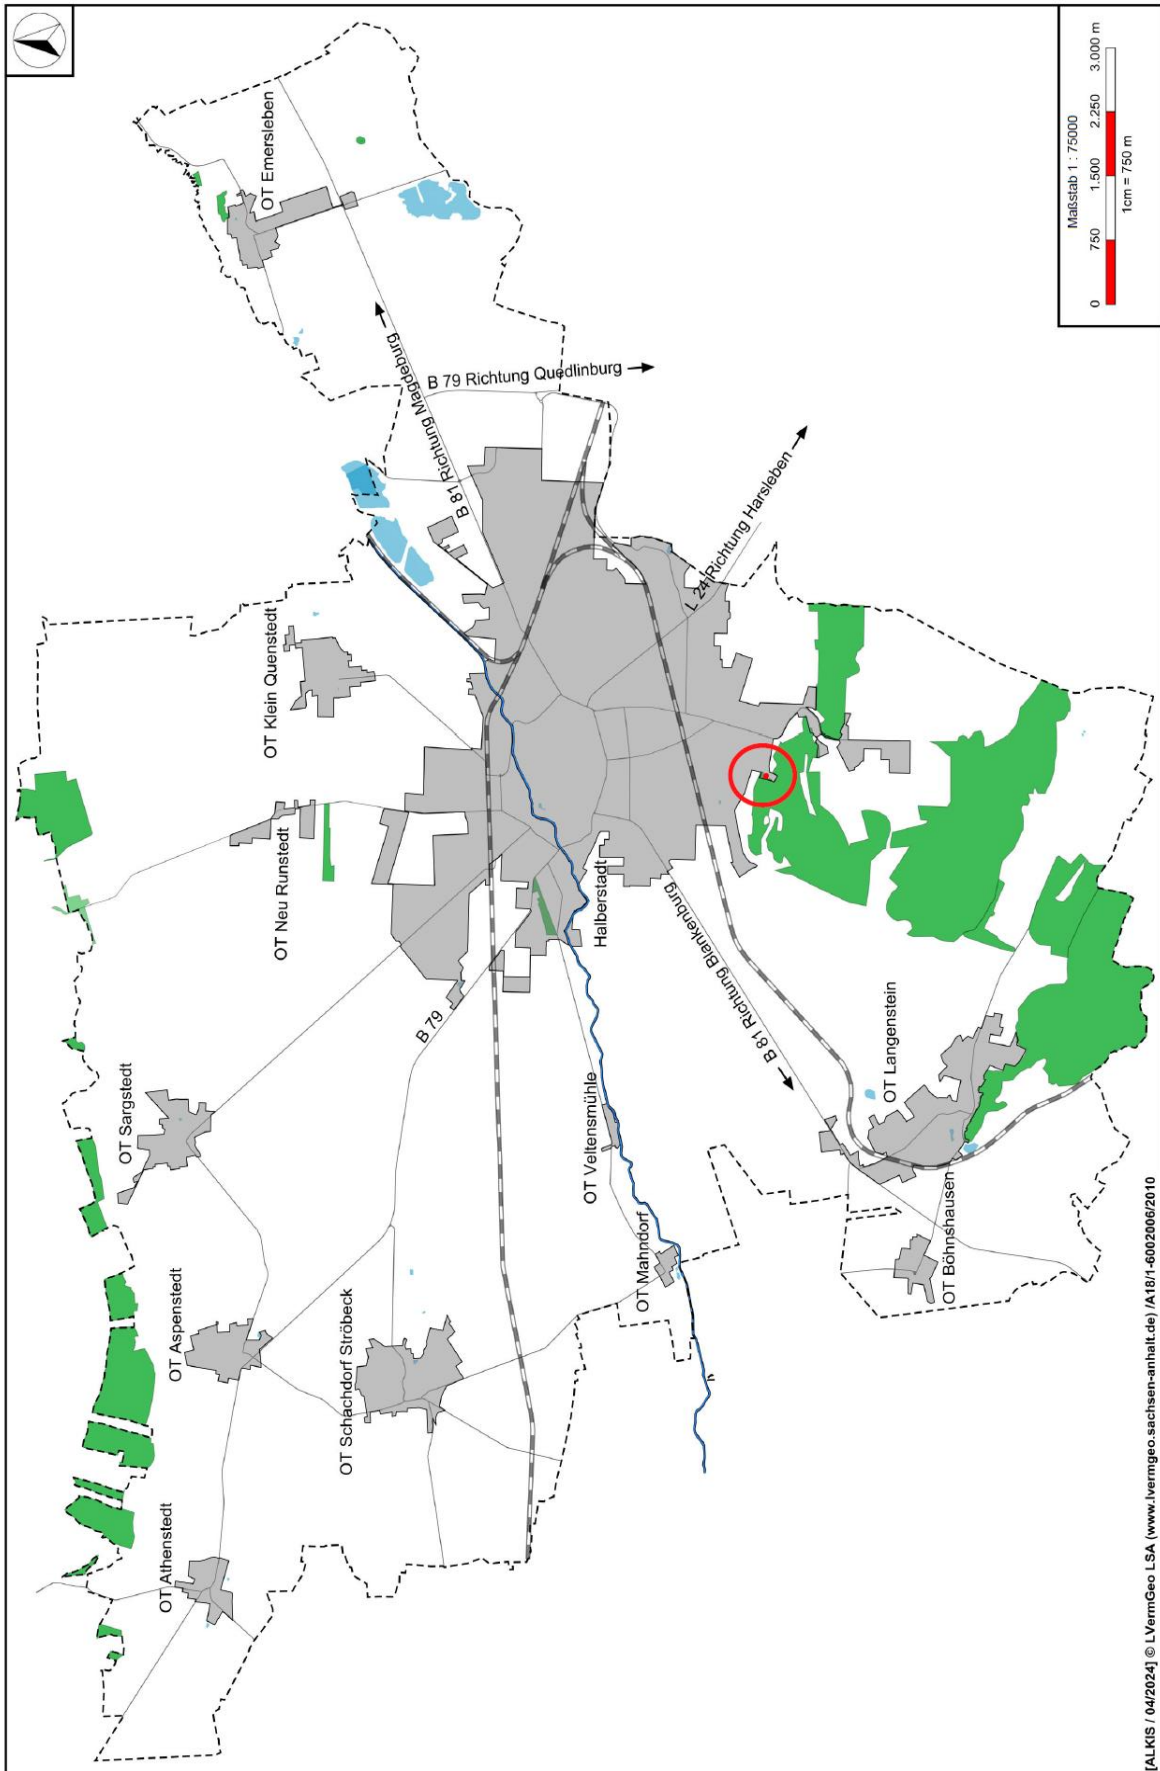 OT Emersleben
Maßstab 1 : 75000
0 750 1.500 2.250 3.000 m
1cm = 750 m
B 81 Richtung Magdeburg
B 79 Richtung Quedlinburg
L 24 Richtung Harsleben
OT Klein Quenstedt
OT Neu Runstedt
Halberstadt
B 79
B 81 Richtung Blankenburg
OT Sargstedt
OT Veltensmühle
OT Langenstein
OT Aspenstedt
OT Schachdorf Ströbeck
OT Mahndorf
OT Böhnshausen
OT Athenstedt
[ALKIS / 04/2024] © LVermGeo LSA (www.lvermgeo.sachsen-anhalt.de) /A18/1-6002006/2010